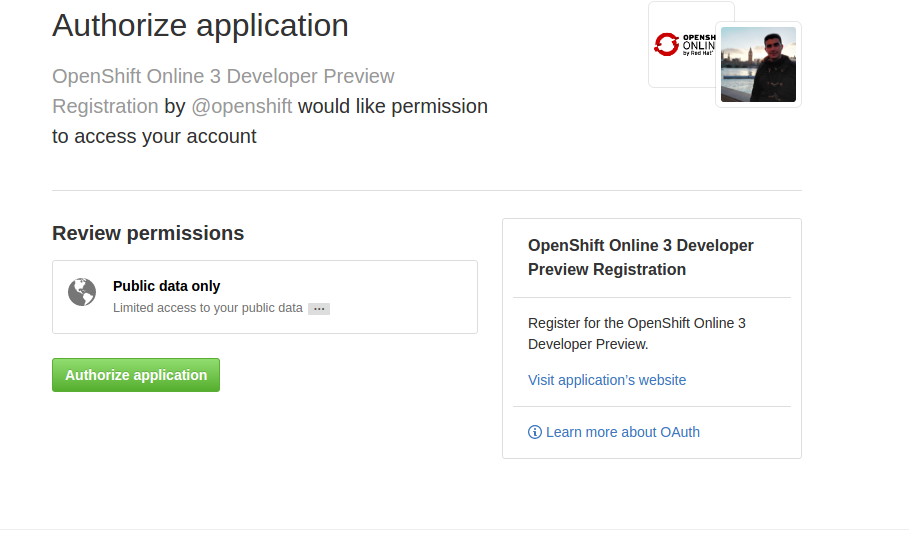 Authorize application
OPENSH
ONLIN
by Red Hat
OpenShift Online 3 Developer Preview
Registration by @openshift would like permission
to access your account
Review permissions
Public data only
Limited access to your public data ...
Authorize application
OpenShift Online 3 Developer
Preview Registration
Register for the OpenShift Online 3
Developer Preview.
Visit application's website
Learn more about OAuth